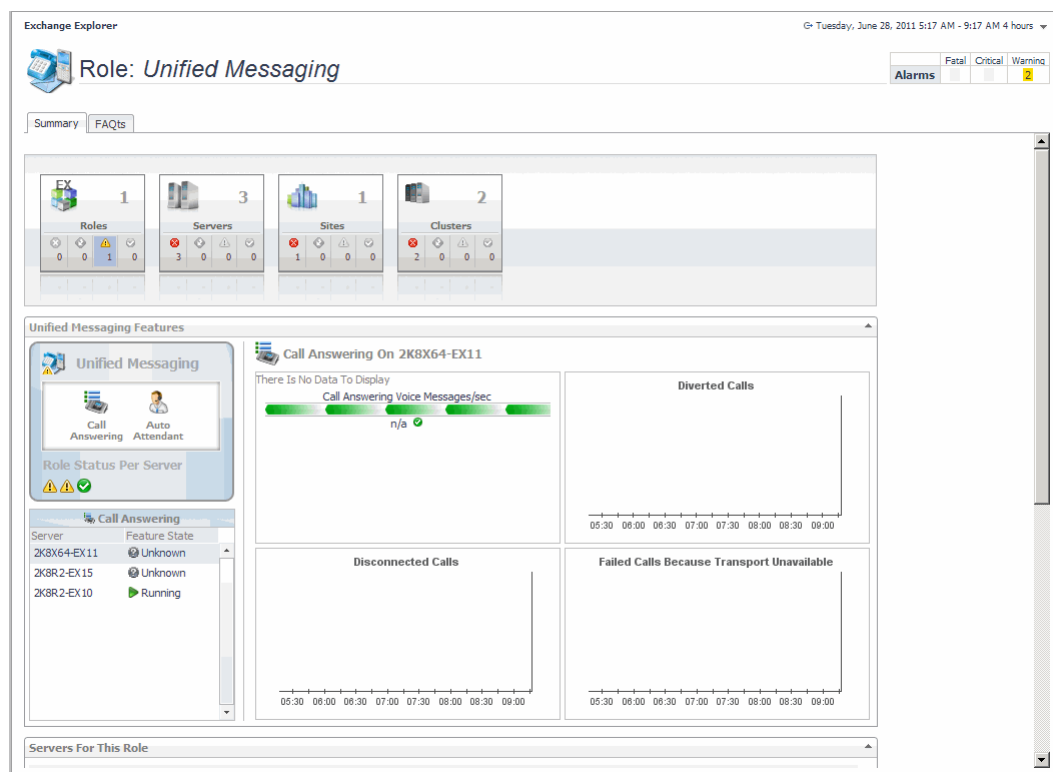 Exchange Explorer
Tuesday, June 28, 2011 5:17 AM - 9:17 AM 4 hours
Role: Unified Messaging
Fatal Critical Warning
Alarms 2
Summary FAQts
EX 1 3 1 2
Roles Servers Sites Clusters
0 0 1 0 3 0 0 0 1 0 0 0 2 0 0 0
Unified Messaging Features
Unified Messaging
Call Answering
Auto Attendant
Role Status Per Server
Call Answering
Server Feature State
2K8X64-EX11 Unknown
2K8R2-EX15 Unknown
2K8R2-EX10 Running
Call Answering On 2K8X64-EX11
There Is No Data To Display
Call Answering Voice Messages/sec
n/a
Diverted Calls
05:30 06:00 06:30 07:00 07:30 08:00 08:30 09:00
Disconnected Calls
05:30 06:00 06:30 07:00 07:30 08:00 08:30 09:00
Failed Calls Because Transport Unavailable
05:30 06:00 06:30 07:00 07:30 08:00 08:30 09:00
Servers For This Role